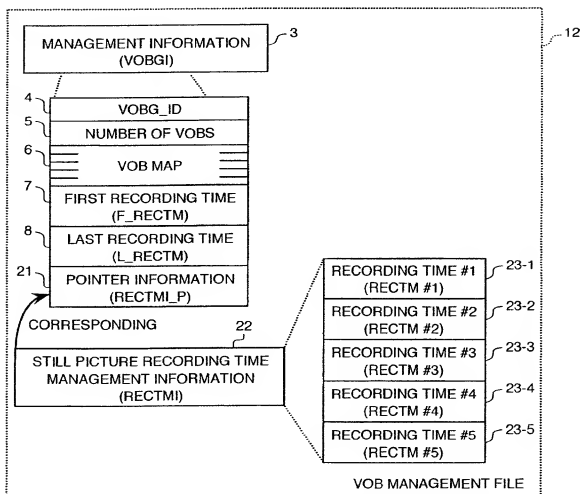 MANAGEMENT INFORMATION
(VOBGI)
3
12
4
VOBG_ID
5
NUMBER OF VOBS
6
VOB MAP
7
FIRST RECORDING TIME
(F_RECTM)
8
LAST RECORDING TIME
(L_RECTM)
21
POINTER INFORMATION
(RECTMI_P)
CORRESPONDING
22
STILL PICTURE RECORDING TIME
MANAGEMENT INFORMATION
(RECTMI)
RECORDING TIME #1
(RECTM #1)
23-1
RECORDING TIME #2
(RECTM #2)
23-2
RECORDING TIME #3
(RECTM #3)
23-3
RECORDING TIME #4
(RECTM #4)
23-4
RECORDING TIME #5
(RECTM #5)
23-5
VOB MANAGEMENT FILE